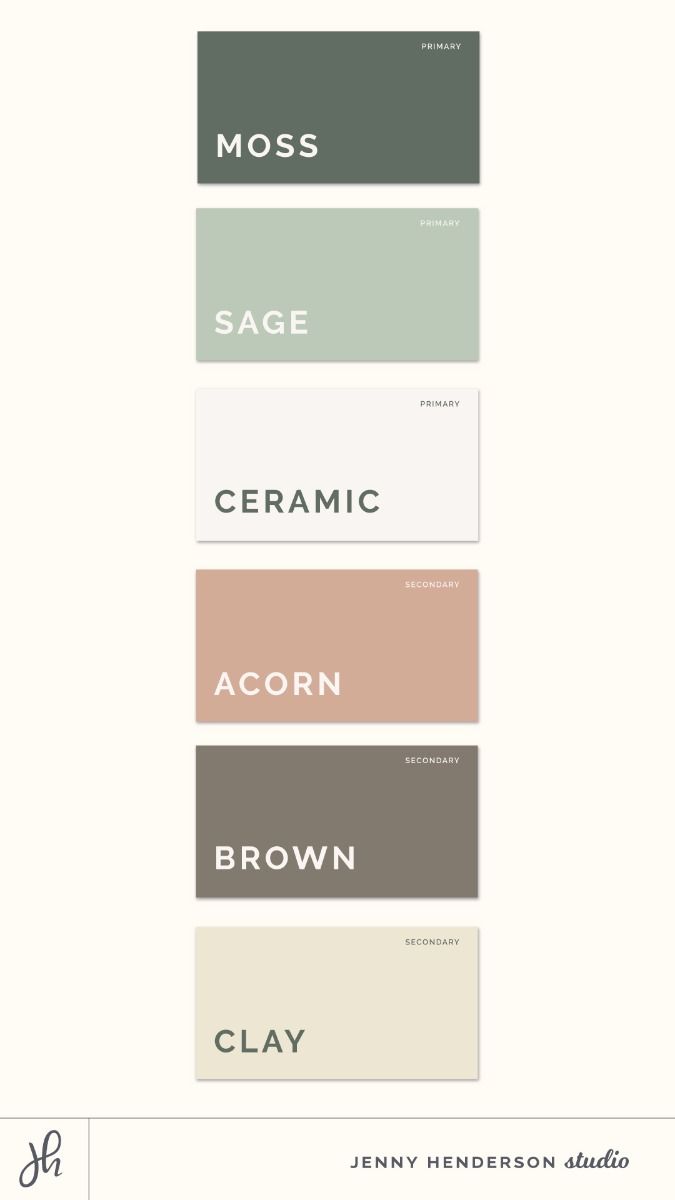 PRIMARY
MOSS
PRIMARY
SAGE
PRIMARY
CERAMIC
SECONDARY
ACORN
SECONDARY
BROWN
SECONDARY
CLAY
jh
JENNY HENDERSON studio